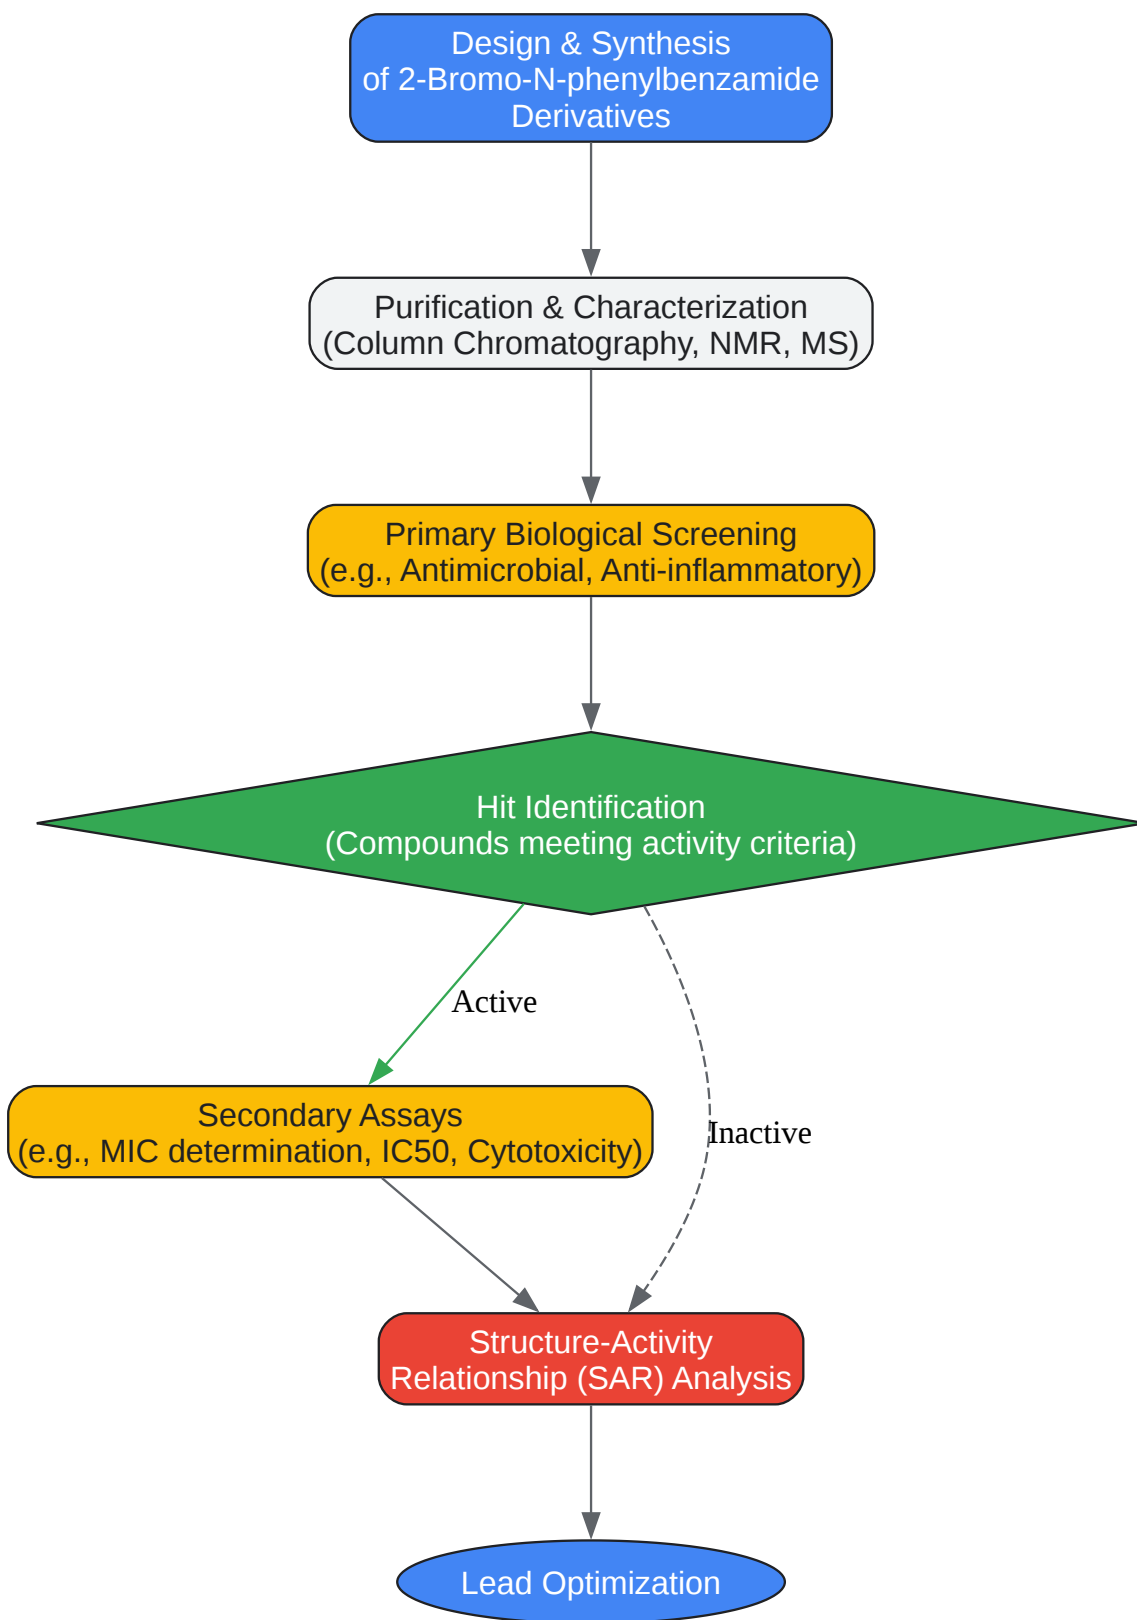 Design & Synthesis
of 2-Bromo-N-phenylbenzamide
Derivatives
Purification & Characterization
(Column Chromatography, NMR, MS)
Primary Biological Screening
(e.g., Antimicrobial, Anti-inflammatory)
Hit Identification
(Compounds meeting activity criteria)
Active
Secondary Assays
(e.g., MIC determination, IC50, Cytotoxicity)
Inactive
Structure-Activity
Relationship (SAR) Analysis
Lead Optimization